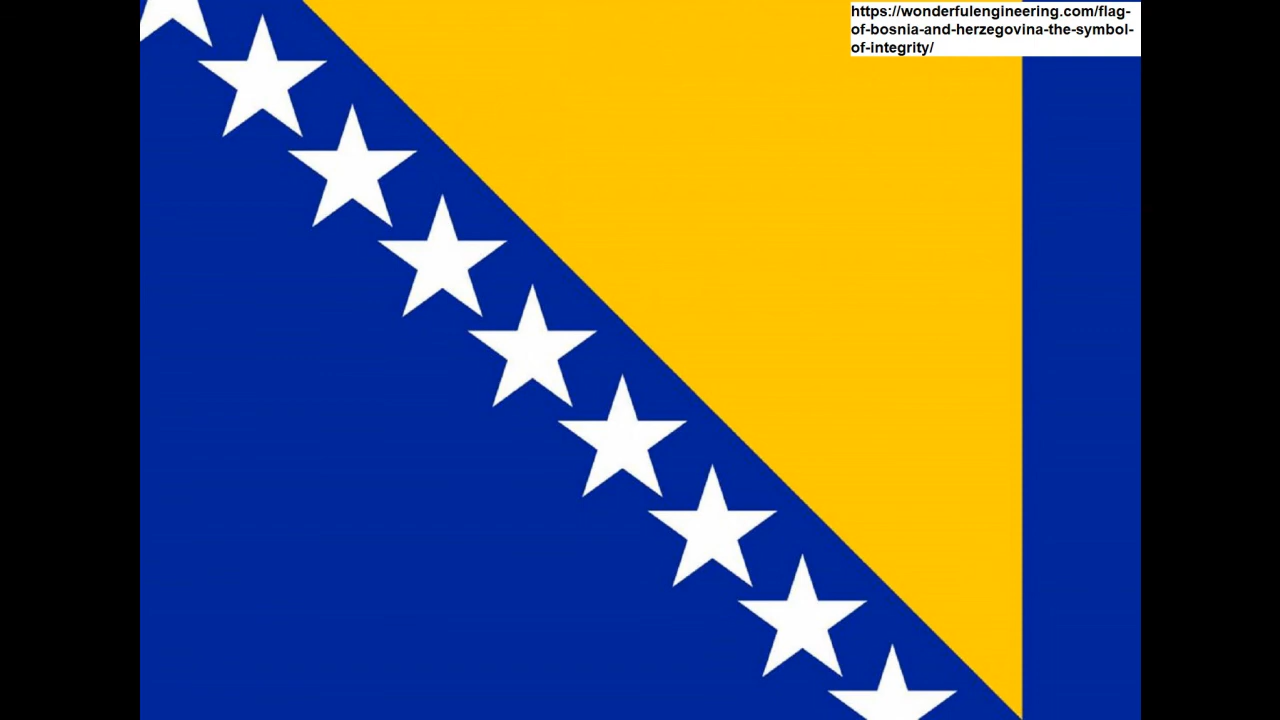 https://wonderfulengineering.com/flag-
of-bosnia-and-herzegovina-the-symbol-
of-integrity/